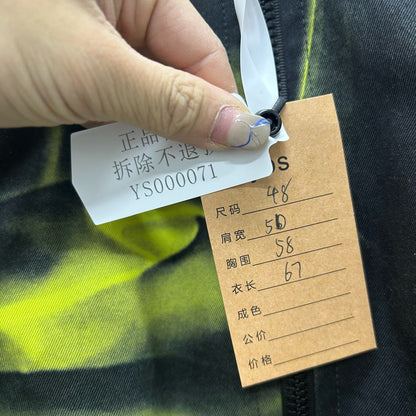 正品
拆除不退
YS000071
OS
尺码 48
肩宽 50
胸围 58
衣长 67
成色
公价
价格